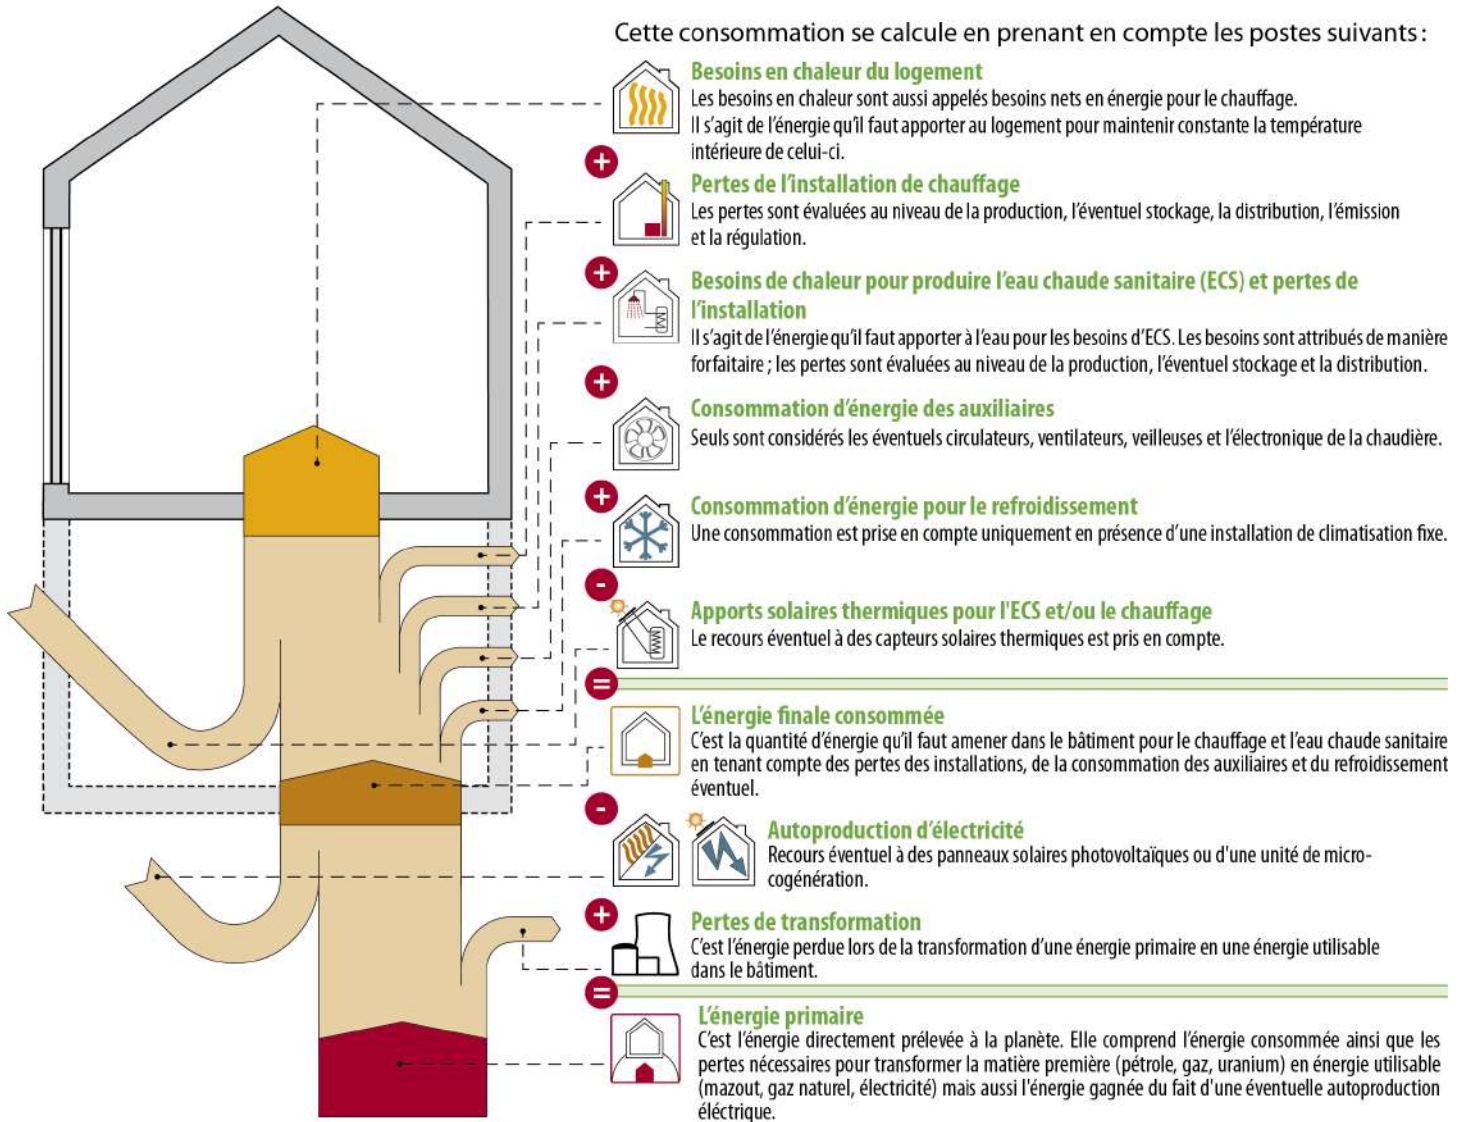 Cette consommation se calcule en prenant en compte les postes suivants :
Besoins en chaleur du logement
Les besoins en chaleur sont aussi appelés besoins nets en énergie pour le chauffage.
Il s'agit de l'énergie qu'il faut apporter au logement pour maintenir constante la température
intérieure de celui-ci.
+
Pertes de l'installation de chauffage
Les pertes sont évaluées au niveau de la production, l'éventuel stockage, la distribution, l'émission
et la régulation.
+
Besoins de chaleur pour produire l'eau chaude sanitaire (ECS) et pertes de
l'installation
Il s'agit de l'énergie qu'il faut apporter à l'eau pour les besoins d'ECS. Les besoins sont attribués de manière
forfaitaire ; les pertes sont évaluées au niveau de la production, l'éventuel stockage et la distribution.
+
Consommation d'énergie des auxiliaires
Seuls sont considérés les éventuels circulateurs, ventilateurs, veilleuses et l'électronique de la chaudière.
+
Consommation d'énergie pour le refroidissement
Une consommation est prise en compte uniquement en présence d'une installation de climatisation fixe.
-
Apports solaires thermiques pour l'ECS et/ou le chauffage
Le recours éventuel à des capteurs solaires thermiques est pris en compte.
=
L'énergie finale consommée
C'est la quantité d'énergie qu'il faut amener dans le bâtiment pour le chauffage et l'eau chaude sanitaire
en tenant compte des pertes des installations, de la consommation des auxiliaires et du refroidissement
éventuel.
-
Autoproduction d'électricité
Recours éventuel à des panneaux solaires photovoltaïques ou d'une unité de micro-
cogénération.
+
Pertes de transformation
C'est l'énergie perdue lors de la transformation d'une énergie primaire en une énergie utilisable
dans le bâtiment.
=
L'énergie primaire
C'est l'énergie directement prélevée à la planète. Elle comprend l'énergie consommée ainsi que les
pertes nécessaires pour transformer la matière première (pétrole, gaz, uranium) en énergie utilisable
(mazout, gaz naturel, électricité) mais aussi l'énergie gagnée du fait d'une éventuelle autoproduction
éléctrique.